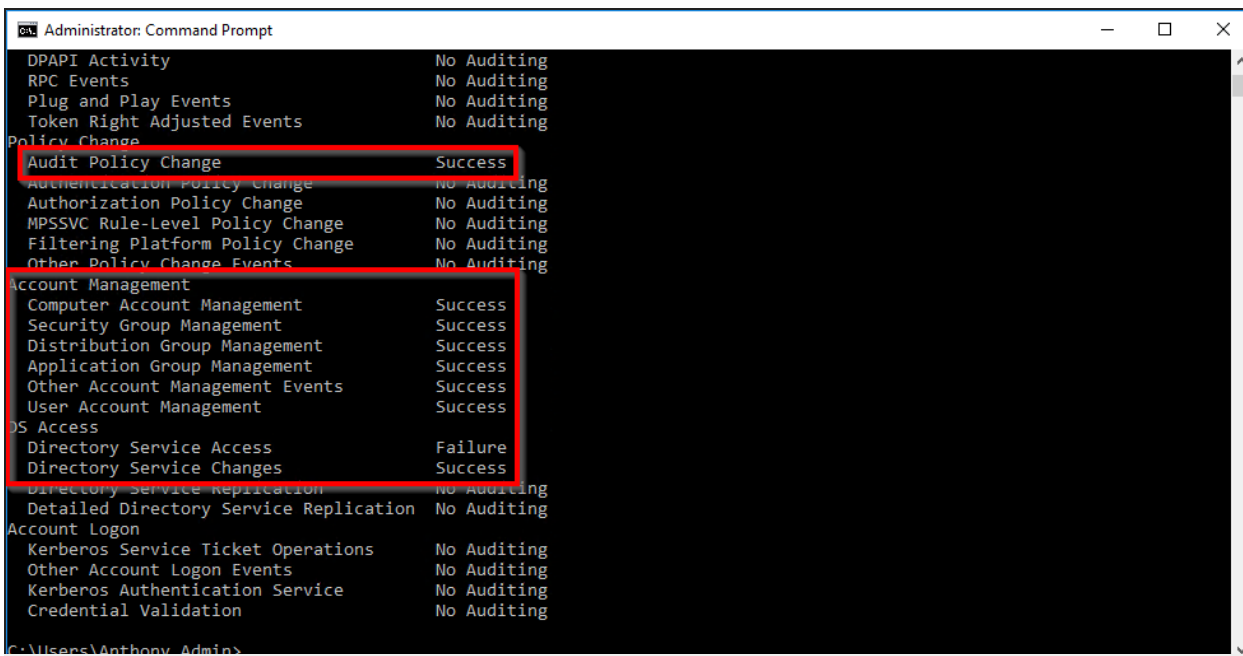 Administrator: Command Prompt
DPAPI Activity No Auditing
RPC Events No Auditing
Plug and Play Events No Auditing
Token Right Adjusted Events No Auditing
Policy Change
Audit Policy Change Success
Authentication Policy Change No Auditing
Authorization Policy Change No Auditing
MPSSVC Rule-Level Policy Change No Auditing
Filtering Platform Policy Change No Auditing
Other Policy Change Events No Auditing
Account Management
Computer Account Management Success
Security Group Management Success
Distribution Group Management Success
Application Group Management Success
Other Account Management Events Success
User Account Management Success
DS Access
Directory Service Access Failure
Directory Service Changes Success
Directory Service Replication No Auditing
Detailed Directory Service Replication No Auditing
Account Logon
Kerberos Service Ticket Operations No Auditing
Other Account Logon Events No Auditing
Kerberos Authentication Service No Auditing
Credential Validation No Auditing
C:\Users\Anthony_Admin>